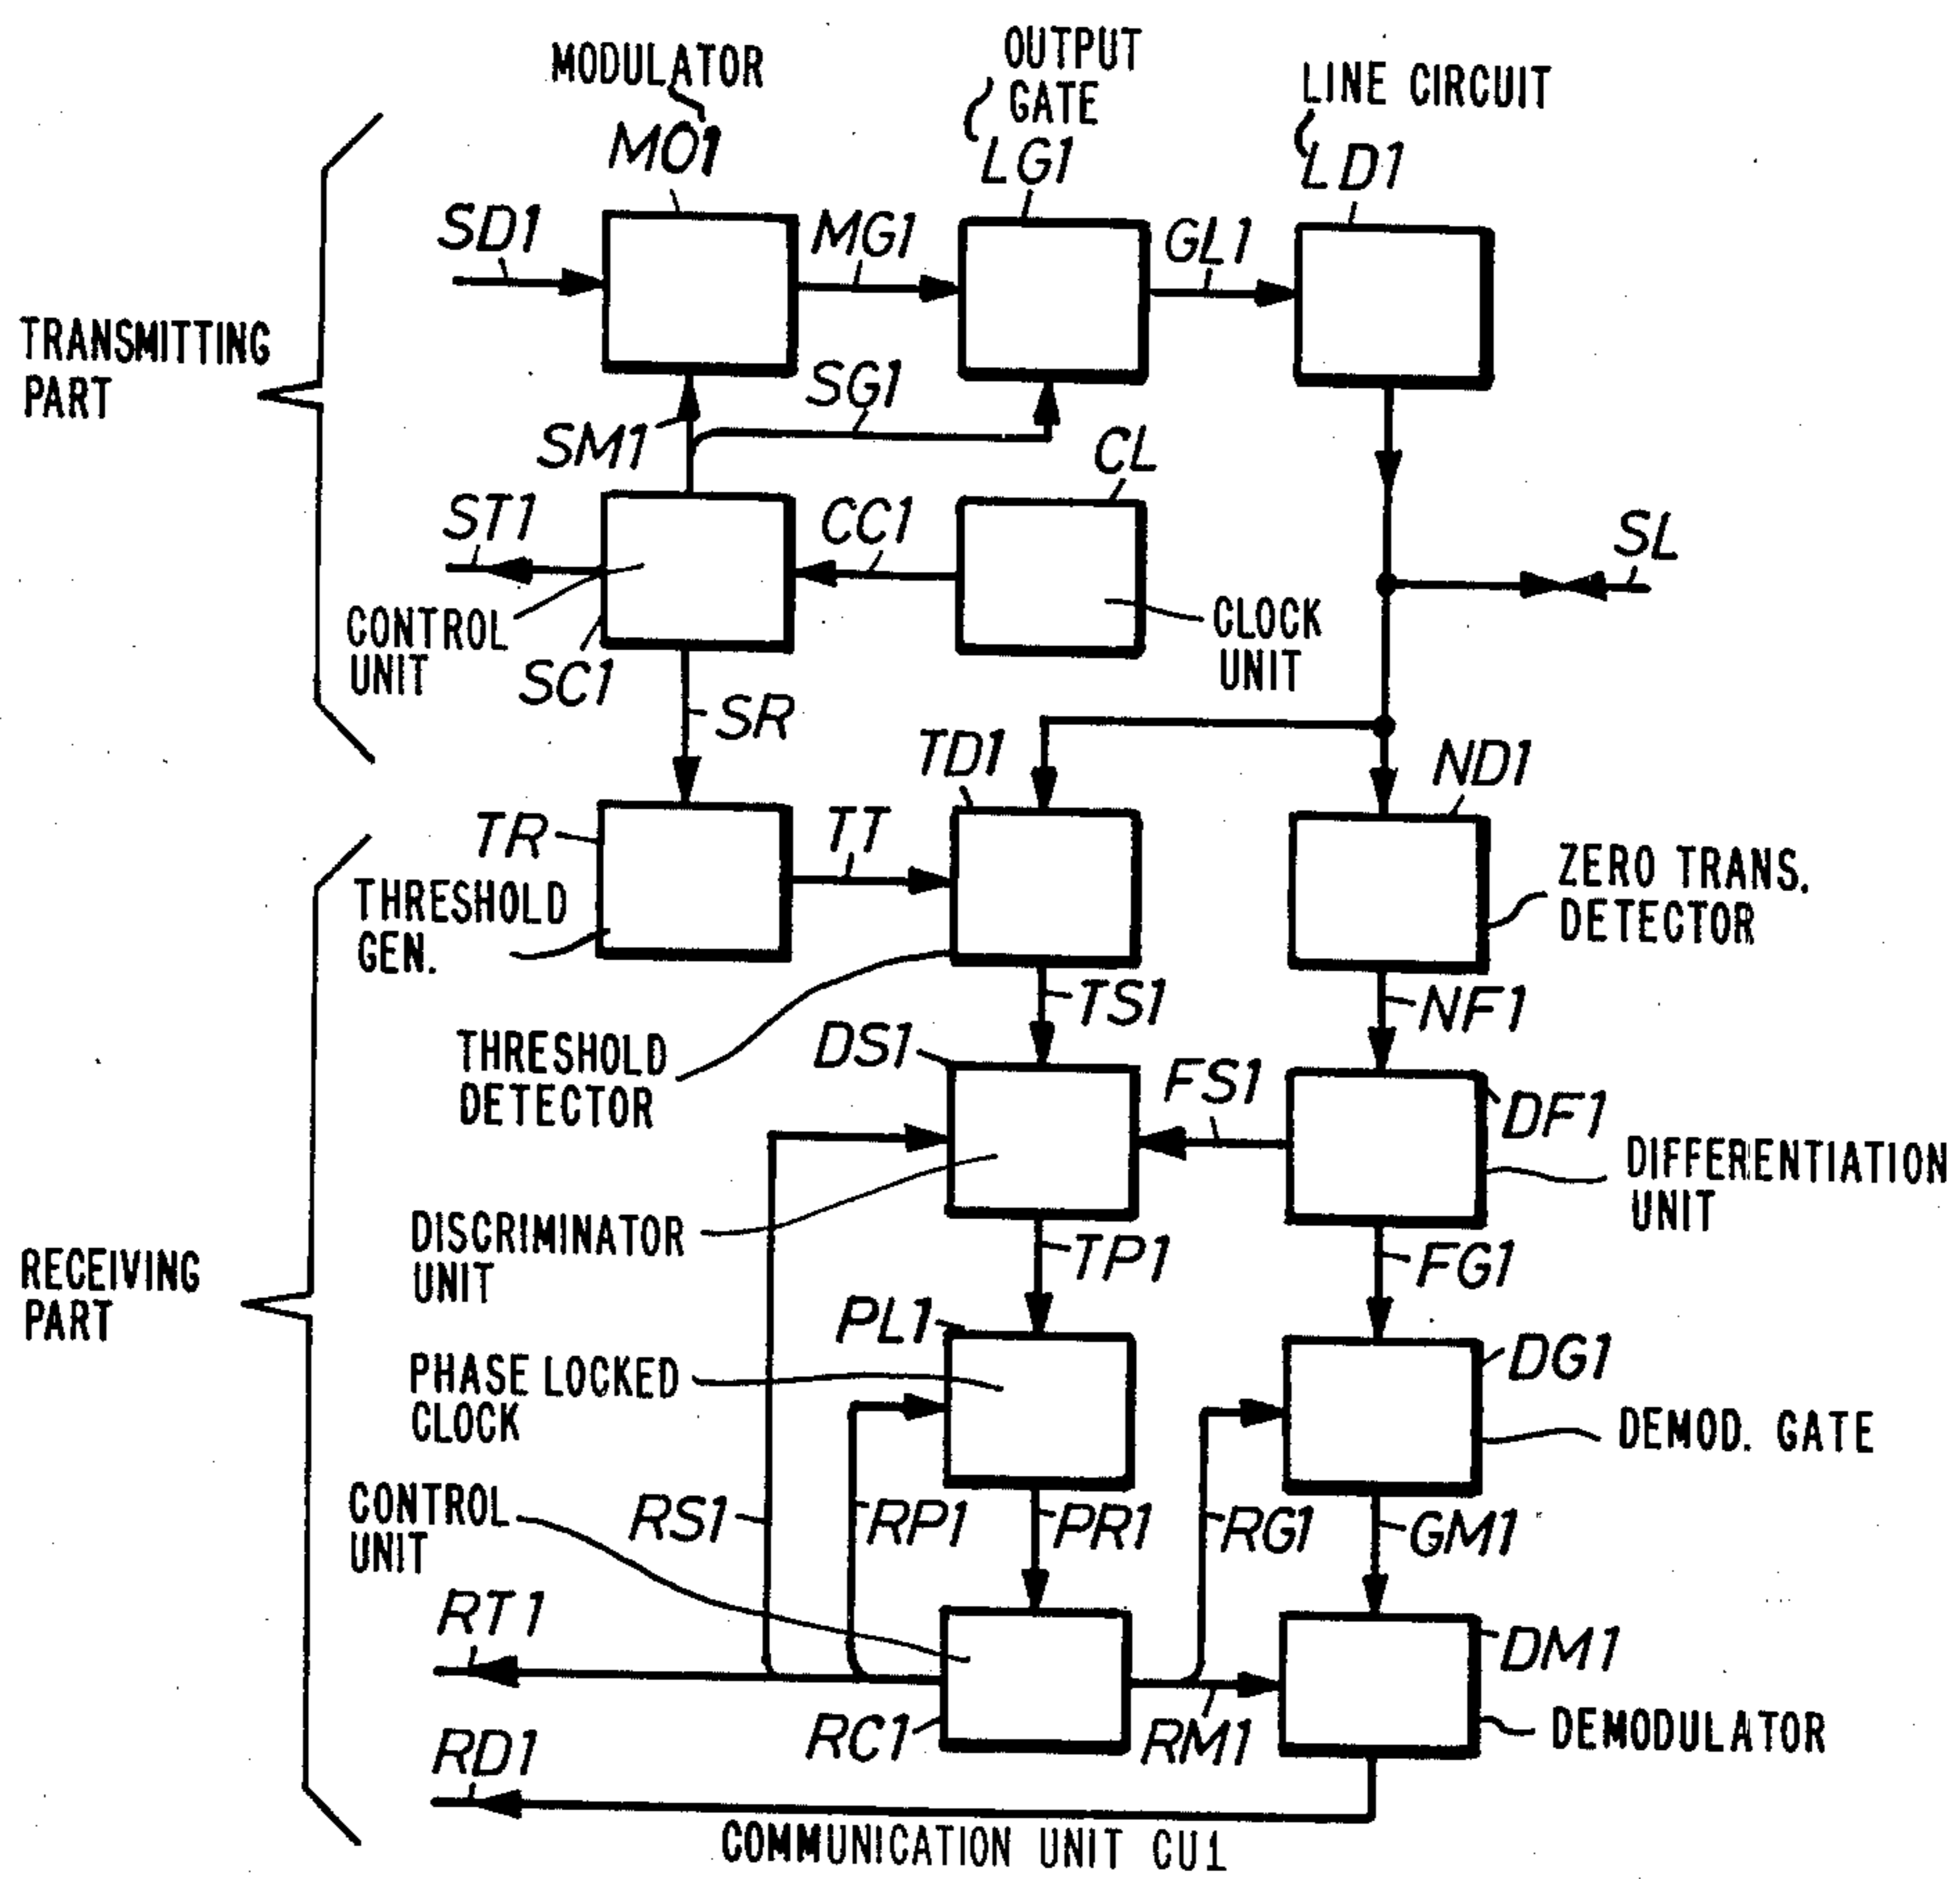 MODULATOR
MO1
OUTPUT
GATE
LG1
LINE CIRCUIT
LD1
SD1
MG1
GL1
TRANSMITTING
PART
SM1
SG1
CL
ST1
CC1
SL
CONTROL
UNIT
SC1
CLOCK
UNIT
SR
TD1
ND1
TR
TT
THRESHOLD
GEN.
ZERO TRANS.
DETECTOR
TS1
NF1
THRESHOLD
DETECTOR
DS1
FS1
DF1
DIFFERENTIATION
UNIT
DISCRIMINATOR
UNIT
TP1
FG1
RECEIVING
PART
PL1
DG1
PHASE LOCKED
CLOCK
DEMOD. GATE
CONTROL
UNIT
RS1
RP1
PR1
RG1
GM1
RT1
RC1
RM1
DM1
DEMODULATOR
RD1
COMMUNICATION UNIT CU1